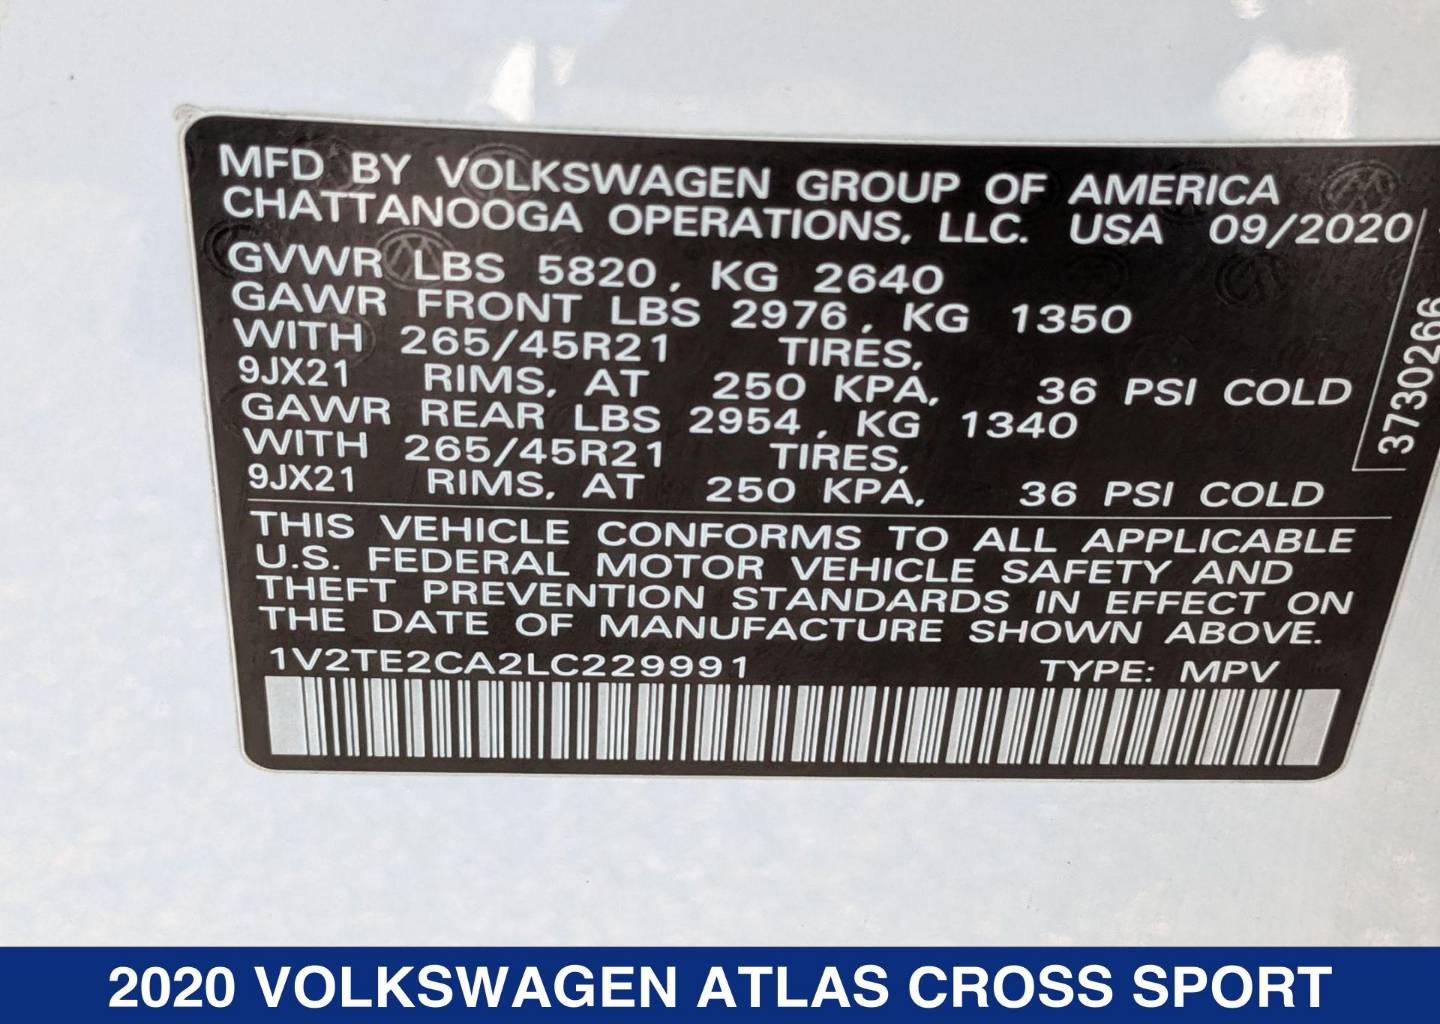 MFD BY VOLKSWAGEN GROUP OF AMERICA
CHATTANOOGA OPERATIONS, LLC. USA 09/2020
GVWR LBS 5820, KG 2640
GAWR FRONT LBS 2976, KG 1350
WITH 265/45R21 TIRES,
9JX21 RIMS, AT 250 KPA, 36 PSI COLD
GAWR REAR LBS 2954, KG 1340
WITH 265/45R21 TIRES,
9JX21 RIMS, AT 250 KPA, 36 PSI COLD
3730266
THIS VEHICLE CONFORMS TO ALL APPLICABLE
U.S. FEDERAL MOTOR VEHICLE SAFETY AND
THEFT PREVENTION STANDARDS IN EFFECT ON
THE DATE OF MANUFACTURE SHOWN ABOVE.
1V2TE2CA2LC229991 TYPE: MPV
2020 VOLKSWAGEN ATLAS CROSS SPORT